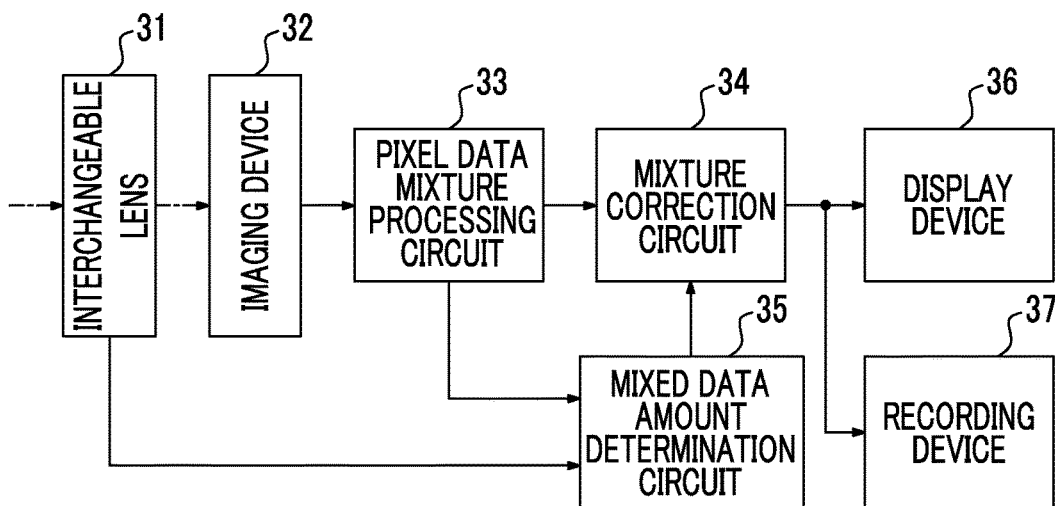 31
32
33
34
36
INTERCHANGEABLE
LENS
IMAGING DEVICE
PIXEL DATA
MIXTURE
PROCESSING
CIRCUIT
MIXTURE
CORRECTION
CIRCUIT
DISPLAY
DEVICE
35
37
MIXED DATA
AMOUNT
DETERMINATION
CIRCUIT
RECORDING
DEVICE